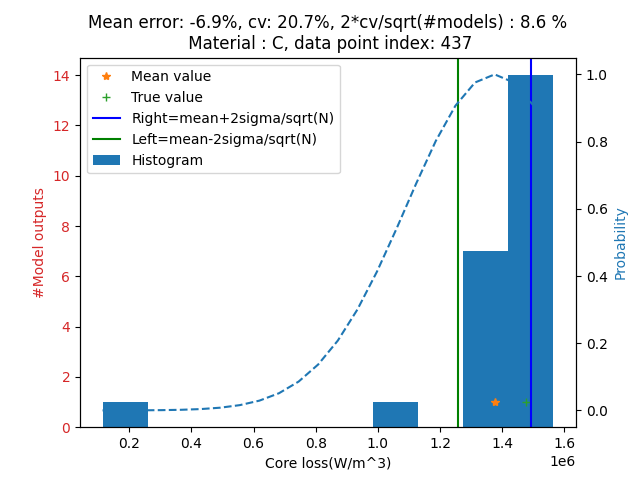 Mean error: -6.9%, cv: 20.7%, 2*cv/sqrt(#models) : 8.6 %
Material : C, data point index: 437
Mean value
True value
Right=mean+2sigma/sqrt(N)
Left=mean-2sigma/sqrt(N)
Histogram
#Model outputs
14
12
10
8
6
4
2
0
1.0
0.8
0.6
0.4
0.2
0.0
Probability
0.2 0.4 0.6 0.8 1.0 1.2 1.4 1.6
1e6
Core loss(W/m^3)